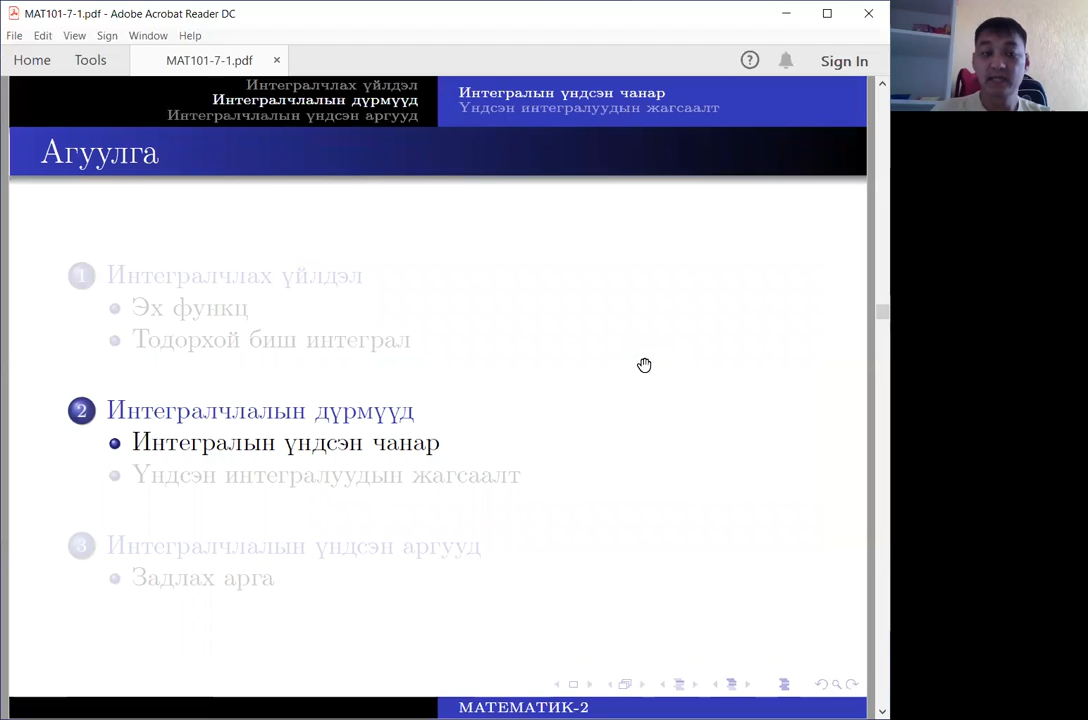 MAT101-7-1.pdf - Adobe Acrobat Reader DC
File Edit View Sign Window Help
Home Tools MAT101-7-1.pdf × ? Sign In
Интегралчлах үйлдэл
Интегралчлалын дүрмүүд
Интегралчлалын үндсэн аргууд
Интегралын үндсэн чанар
Үндсэн интегралуудын жагсаалт
Агуулга
1 Интегралчлах үйлдэл
Эх функц
Тодорхой биш интеграл
2 Интегралчлалын дүрмүүд
Интегралын үндсэн чанар
Үндсэн интегралуудын жагсаалт
3 Интегралчлалын үндсэн аргууд
Задлах арга
МАТЕМАТИК-2